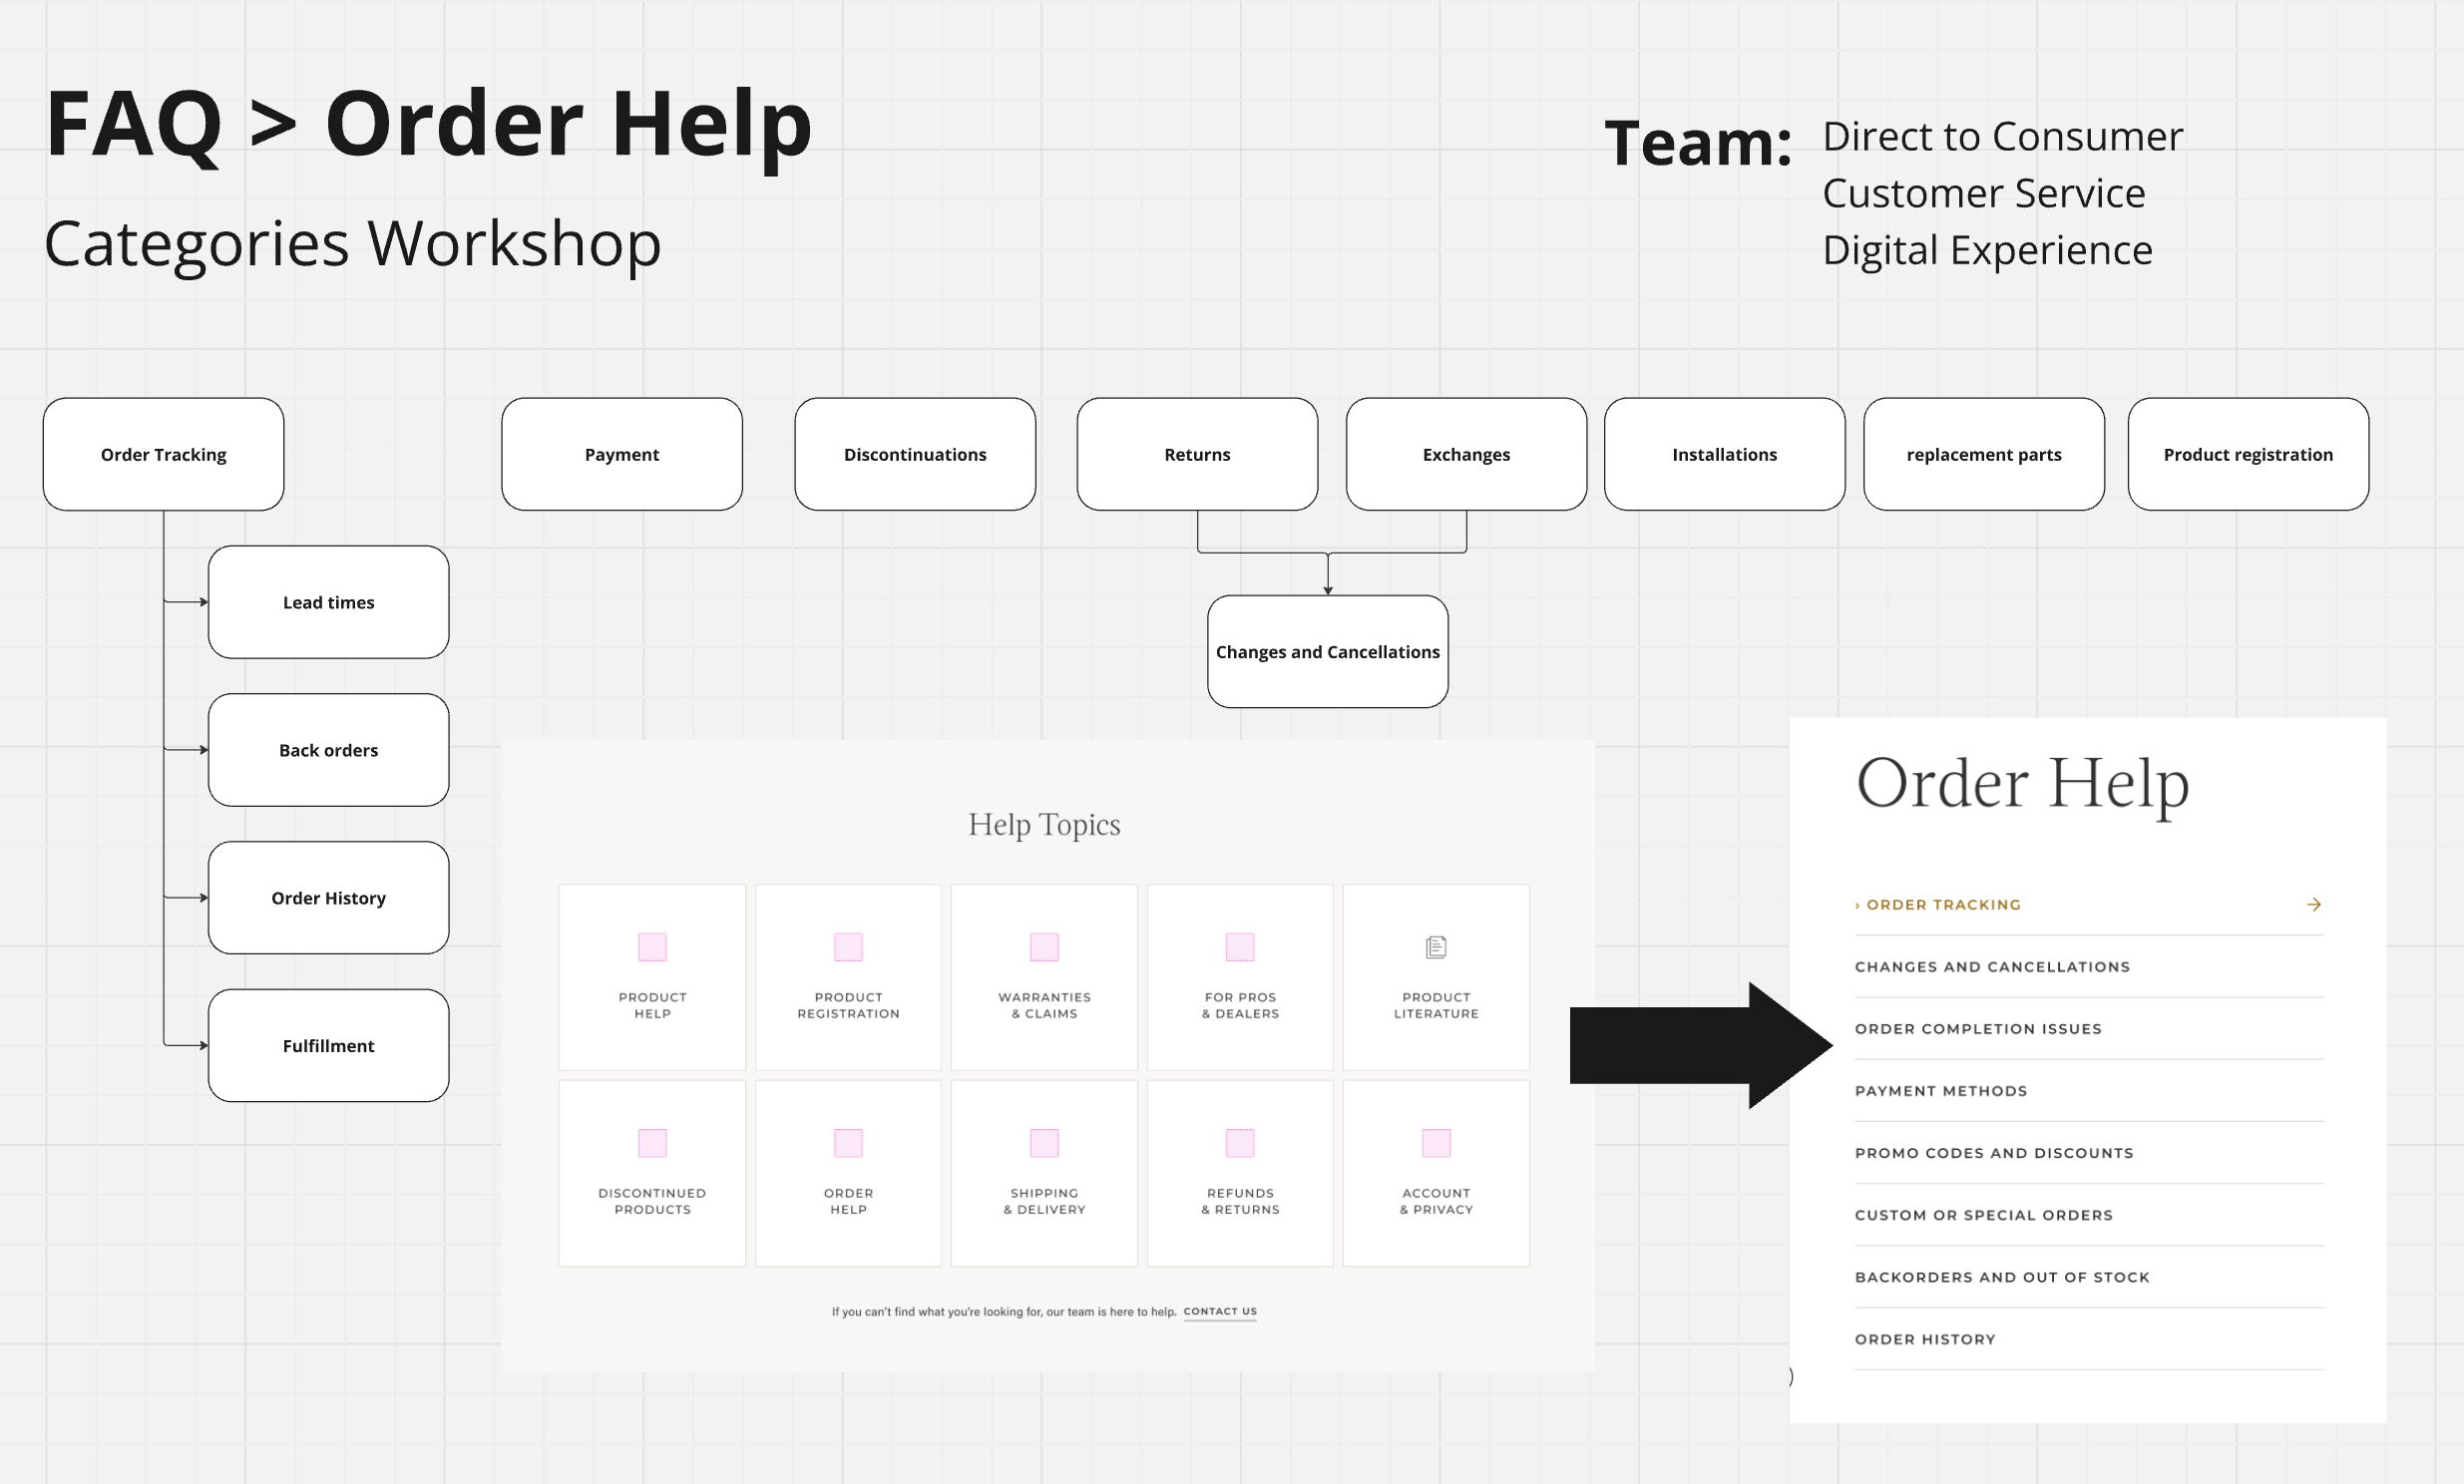 FAQ > Order Help
Categories Workshop
Team:
Direct to Consumer
Customer Service
Digital Experience
Order Tracking
Payment
Discontinuations
Returns
Exchanges
Installations
replacement parts
Product registration
Lead times
Back orders
Order History
Fulfillment
Changes and Cancellations
Help Topics
PRODUCT
HELP
PRODUCT
REGISTRATION
WARRANTIES
& CLAIMS
FOR PROS
& DEALERS
PRODUCT
LITERATURE
DISCONTINUED
PRODUCTS
ORDER
HELP
SHIPPING
& DELIVERY
REFUNDS
& RETURNS
ACCOUNT
& PRIVACY
If you can't find what you're looking for, our team is here to help. CONTACT US
Order Help
› ORDER TRACKING
CHANGES AND CANCELLATIONS
ORDER COMPLETION ISSUES
PAYMENT METHODS
PROMO CODES AND DISCOUNTS
CUSTOM OR SPECIAL ORDERS
BACKORDERS AND OUT OF STOCK
ORDER HISTORY